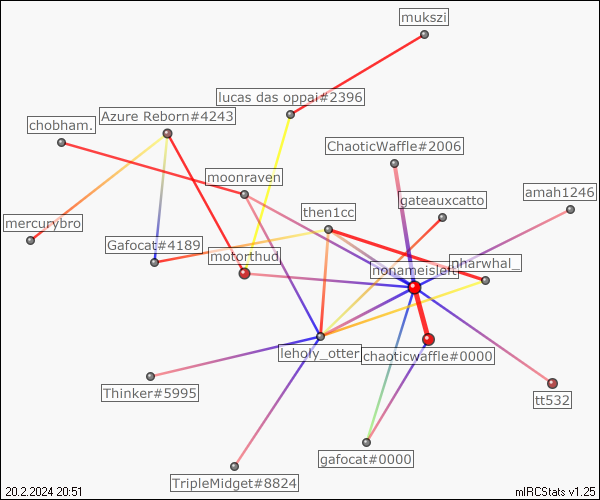 mukszi
lucas das oppai#2396
Azure Reborn#4243
chobham.
ChaoticWaffle#2006
moonraven
amah1246
gateauxcatto
then1cc
mercurybro
Gafocat#4189
motorthud
nonameisleft
nharwhal_
leholy_otter
chaoticwaffle#0000
Thinker#5995
tt532
gafocat#0000
TripleMidget#8824
20.2.2024 20:51
mIRCStats v1.25